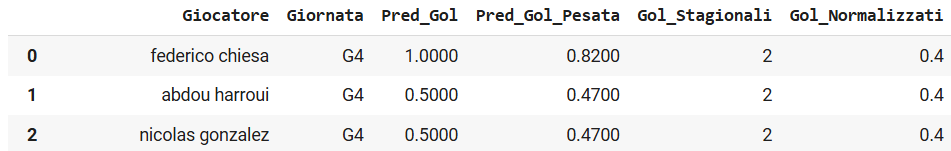 Giocatore Giornata Pred_Gol Pred_Gol_Pesata Gol_Stagionali Gol_Normalizzati
0 federico chiesa G4 1.0000 0.8200 2 0.4
1 abdou harroui G4 0.5000 0.4700 2 0.4
2 nicolas gonzalez G4 0.5000 0.4700 2 0.4